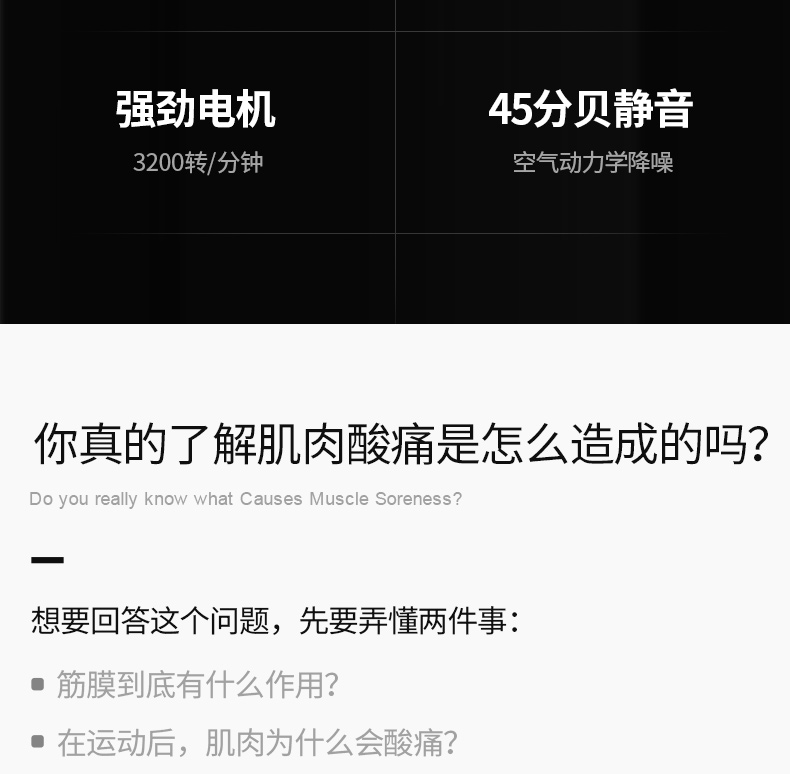 强劲电机
3200转/分钟
45分贝静音
空气动力学降噪
你真的了解肌肉酸痛是怎么造成的吗?
Do you really know what Causes Muscle Soreness?
想要回答这个问题，先要弄懂两件事：
筋膜到底有什么作用?
在运动后，肌肉为什么会酸痛?